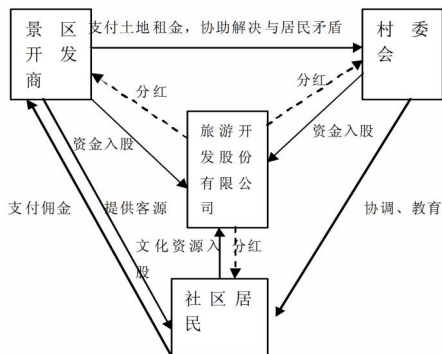 景区
开发
商
支付土地租金，协助解决与居民矛盾
村委
会
分红
分红
旅游开
发股份
有限公
司
资金入股
资金入股
支付佣金
提供客源
协调、教育
文化资源入
股
分红
社区居
民